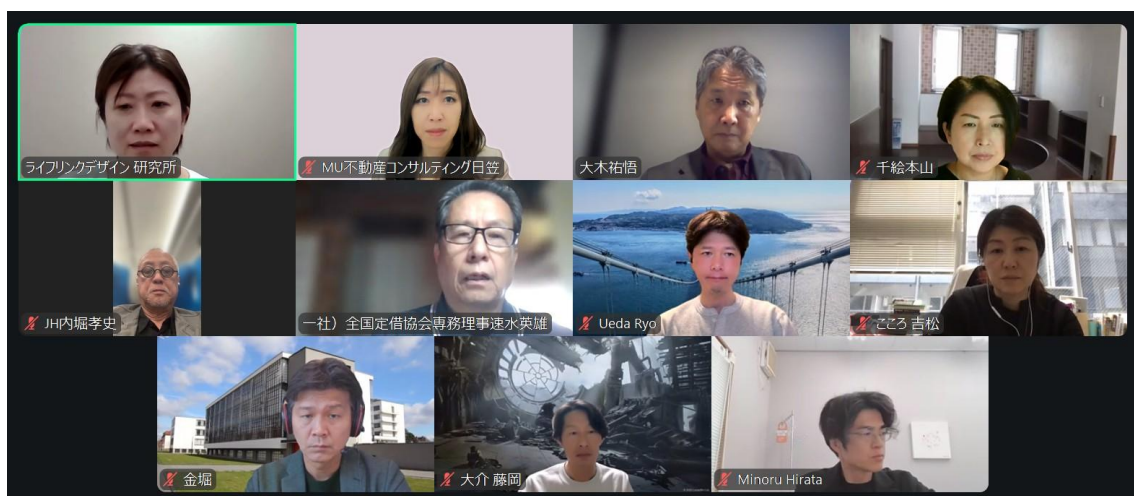 ライフリンクデザイン 研究所
MU不動産コンサルティング日笠
大木祐悟
千絵本山
JH内堀孝史
一社）全国定借協会専務理事速水英雄
Ueda Ryo
こころ 吉松
金堀
大介 藤岡
Minoru Hirata